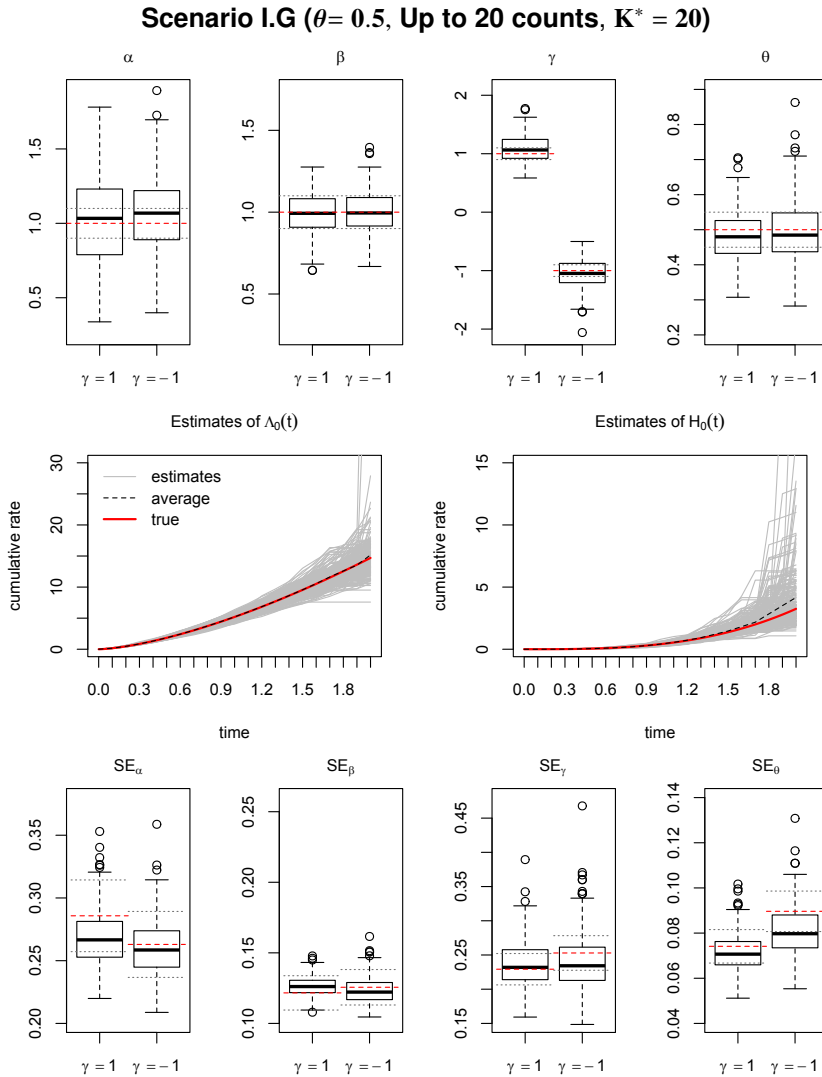 Scenario I.G (θ= 0.5, Up to 20 counts, K* = 20)
α β γ θ
0.5 1.0 1.5
0.5 1.0 1.5
-2 -1 0 1 2
0.2 0.4 0.6 0.8
γ = 1 γ = −1 γ = 1 γ = −1 γ = 1 γ = −1 γ = 1 γ = −1
Estimates of Λ₀(t)
cumulative rate
0 10 20 30
estimates
average
true
0.0 0.3 0.6 0.9 1.2 1.5 1.8
time
Estimates of H₀(t)
cumulative rate
0 5 10 15
0.0 0.3 0.6 0.9 1.2 1.5 1.8
time
SEα SEβ SEγ SEθ
0.20 0.25 0.30 0.35
0.10 0.15 0.20 0.25
0.15 0.25 0.35 0.45
0.04 0.06 0.08 0.10 0.12 0.14
γ = 1 γ = −1 γ = 1 γ = −1 γ = 1 γ = −1 γ = 1 γ = −1